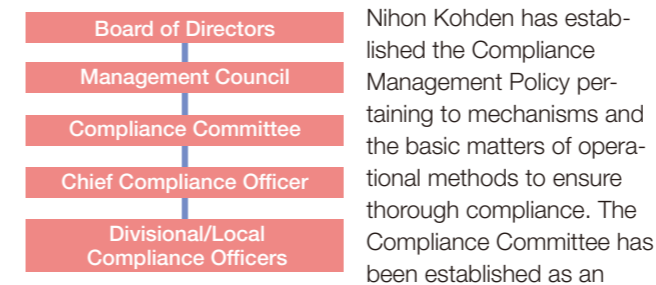 Board of Directors
Management Council
Compliance Committee
Chief Compliance Officer
Divisional/Local
Compliance Officers
Nihon Kohden has estab-
lished the Compliance
Management Policy per-
taining to mechanisms and
the basic matters of opera-
tional methods to ensure
thorough compliance. The
Compliance Committee has
been established as an